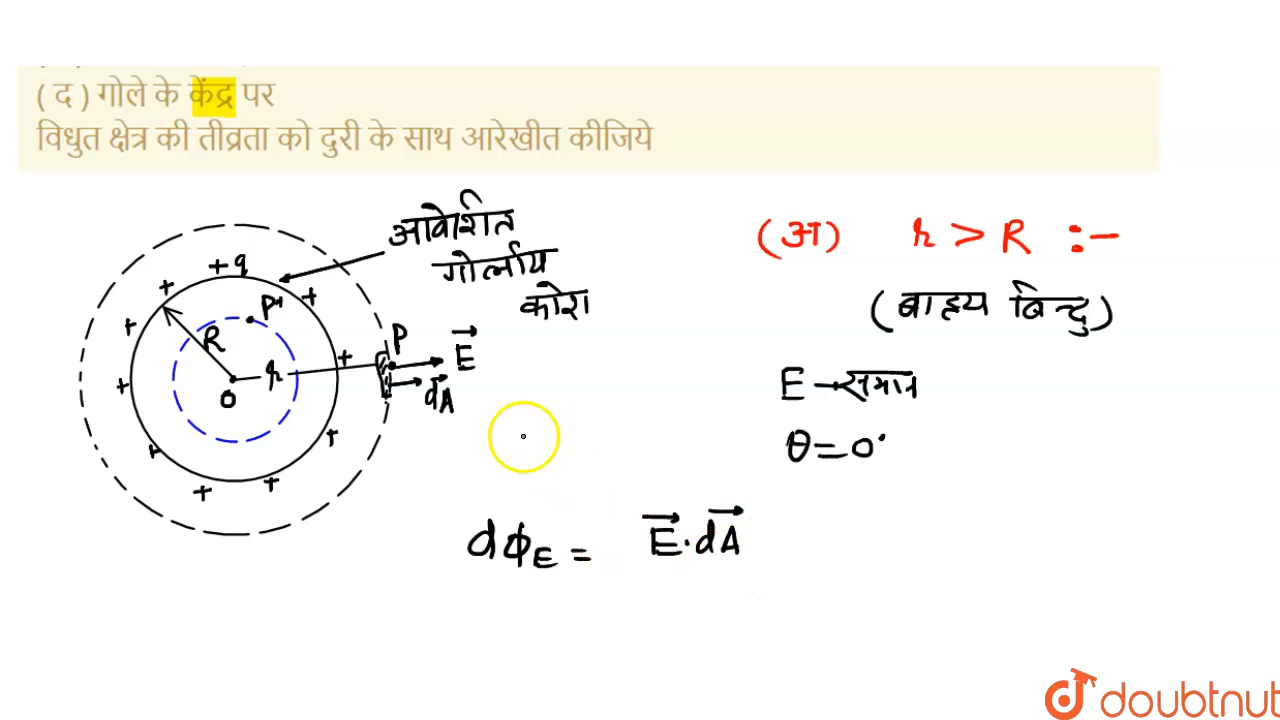 ( द ) गोले के केंद्र पर
विधुत क्षेत्र की तीव्रता को दुरी के साथ आरेखीत कीजिये
आवेशित
गोलीय
कोश
+q
P'
R
r
O
P
E
dA
(अ) r > R :-
(बाह्य बिन्दु)
E → समान
θ = 0°
dϕE = E.dA
doubtnut